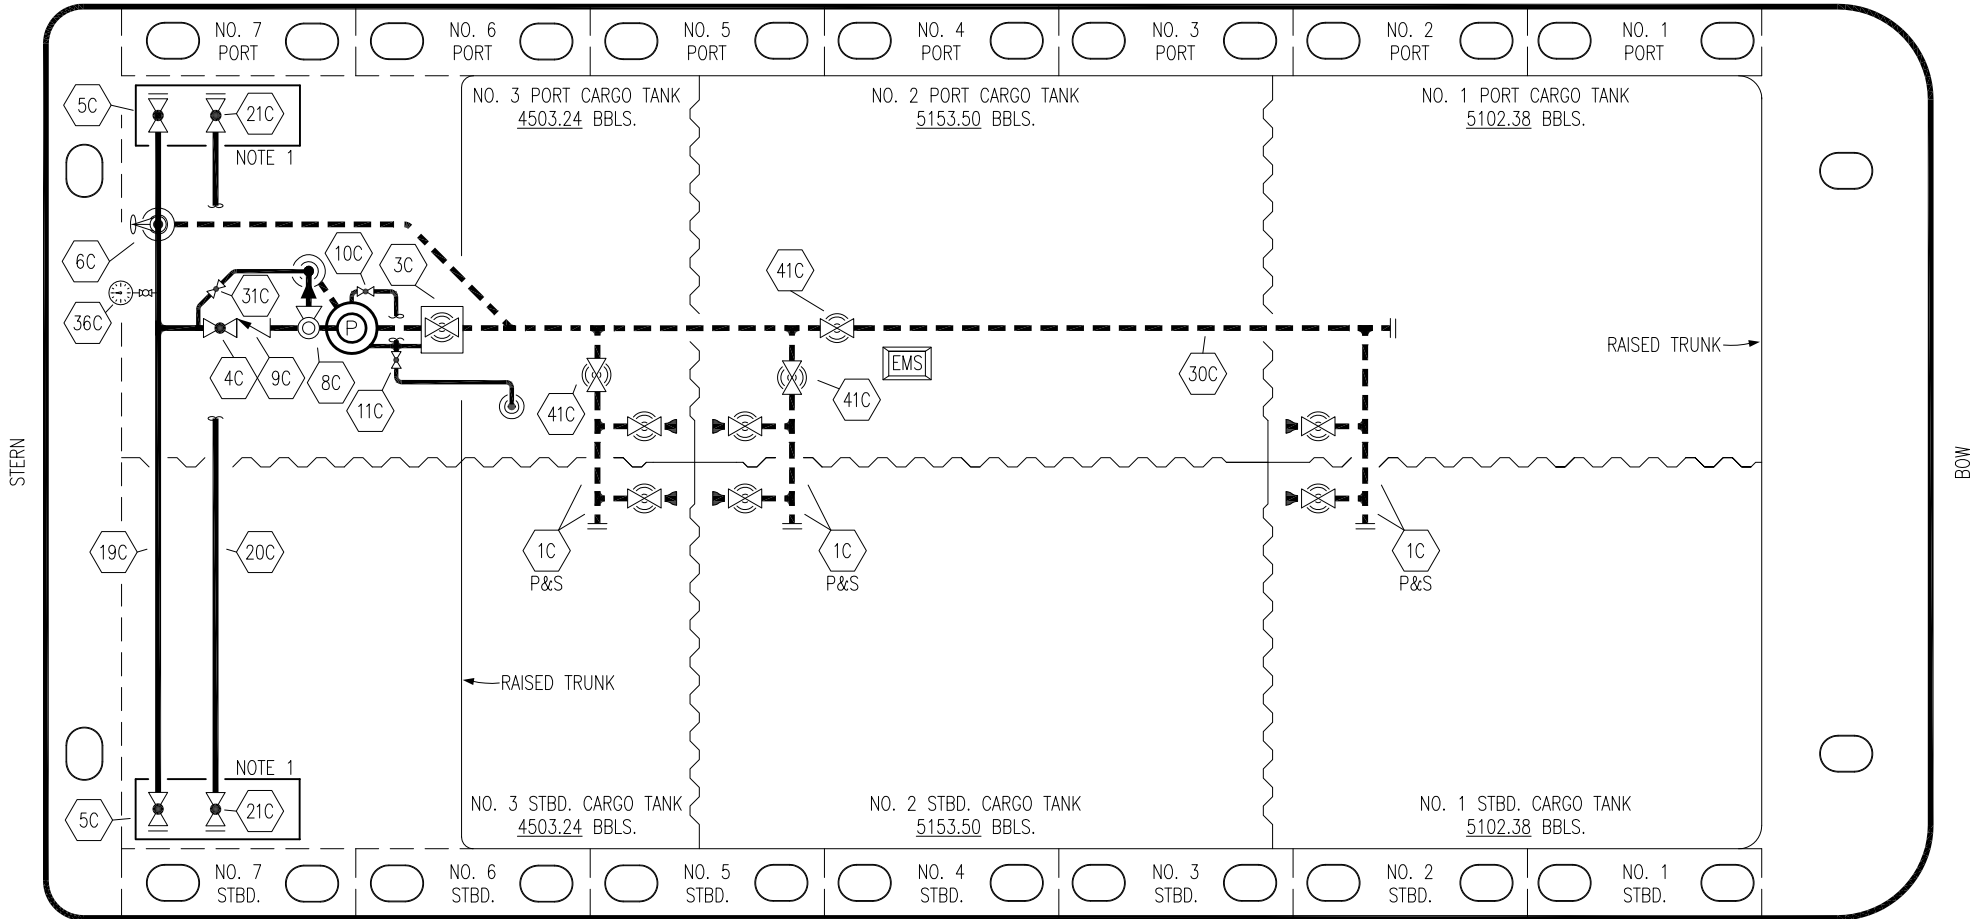 NO. 7
PORT
NO. 6
PORT
NO. 5
PORT
NO. 4
PORT
NO. 3
PORT
NO. 2
PORT
NO. 1
PORT
5C
21C
NOTE 1
NO. 3 PORT CARGO TANK
4503.24 BBLS.
NO. 2 PORT CARGO TANK
5153.50 BBLS.
NO. 1 PORT CARGO TANK
5102.38 BBLS.
6C
10C
3C
41C
31C
36C
P
RAISED TRUNK
EMS
30C
4C
9C
8C
11C
41C
41C
STERN
BOW
19C
20C
1C
P&S
1C
P&S
1C
P&S
RAISED TRUNK
NOTE 1
5C
21C
NO. 3 STBD. CARGO TANK
4503.24 BBLS.
NO. 2 STBD. CARGO TANK
5153.50 BBLS.
NO. 1 STBD. CARGO TANK
5102.38 BBLS.
NO. 7
STBD.
NO. 6
STBD.
NO. 5
STBD.
NO. 4
STBD.
NO. 3
STBD.
NO. 2
STBD.
NO. 1
STBD.